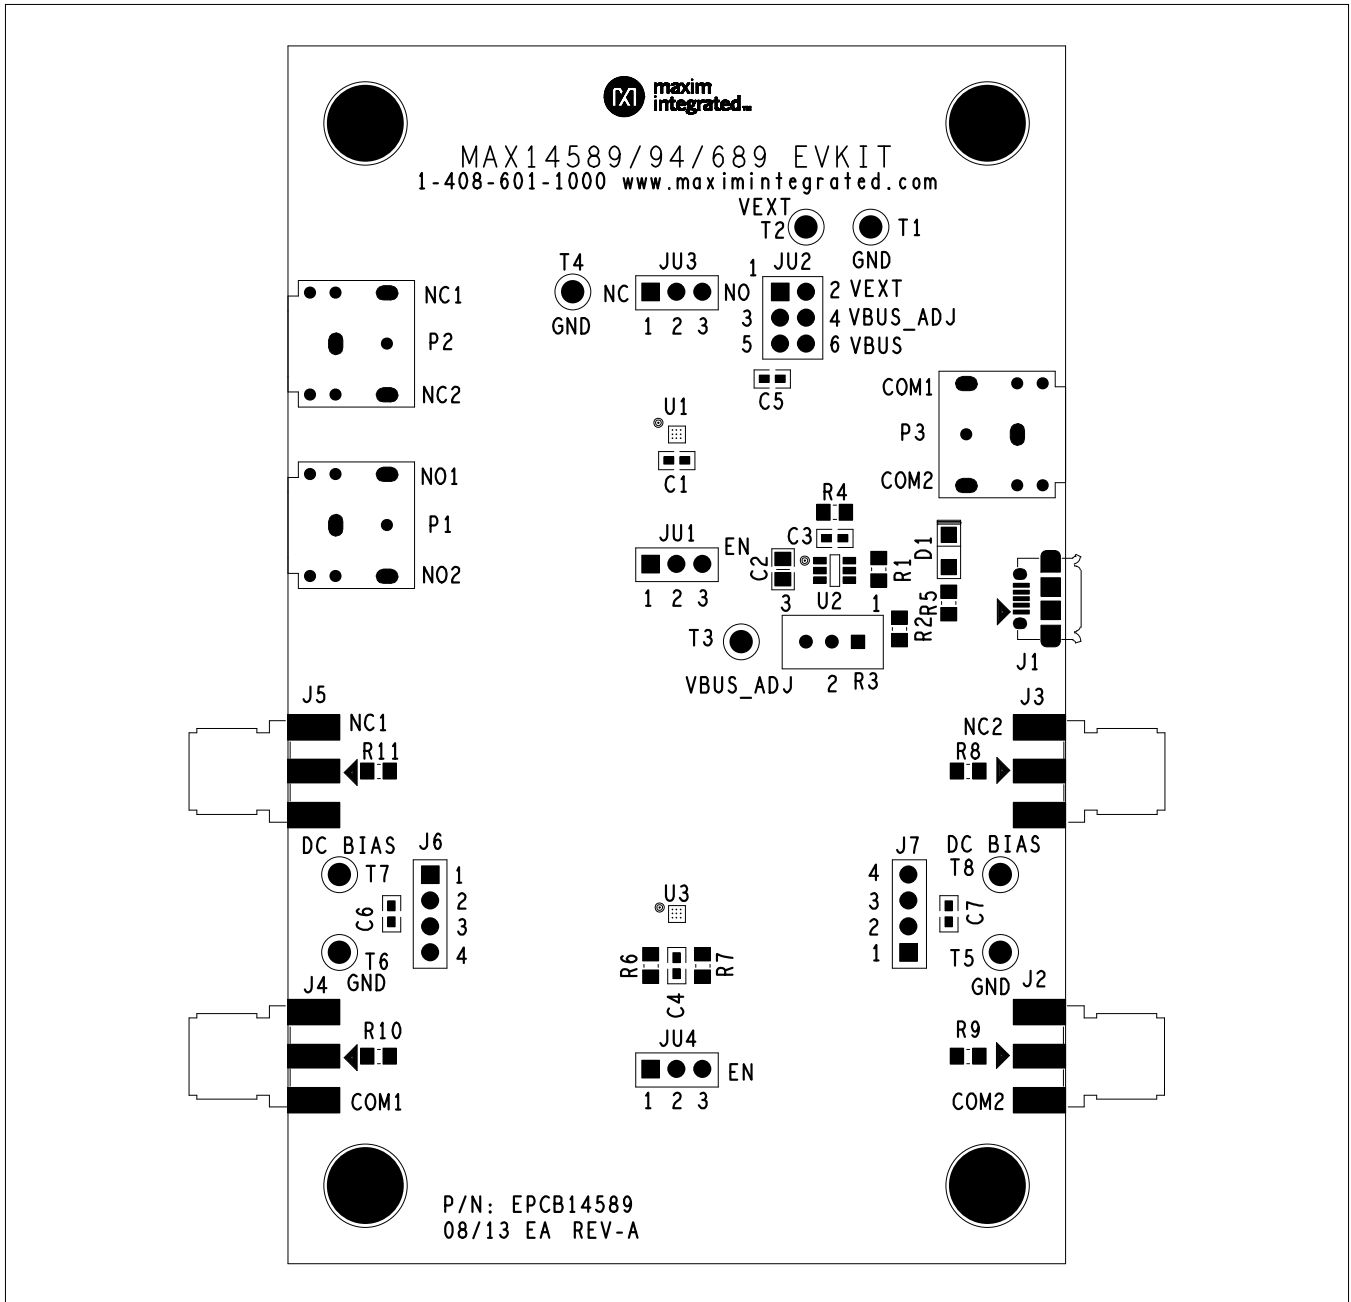 maxim
integrated™
MAX14589/94/689 EVKIT
1-408-601-1000 www.maximintegrated.com
VEXT
T2
T1
GND
T4
GND
JU3
NC
NO
1 2 3
JU2
1
2 VEXT
3
4 VBUS_ADJ
5
6 VBUS
C5
NC1
P2
NC2
COM1
P3
COM2
U1
C1
NO1
P1
NO2
R4
C3
JU1
EN
1 2 3
C2
U2
R1
D1
R5
R2
3
1
T3
VBUS_ADJ
2
R3
J1
J5
NC1
R11
J3
NC2
R8
DC BIAS
T7
J6
1
2
3
4
C6
T6
GND
J7
4
3
2
1
DC BIAS
T8
C7
T5
GND
U3
R6
C4
R7
J4
R10
COM1
J2
R9
COM2
JU4
EN
1 2 3
P/N: EPCB14589
08/13 EA REV-A